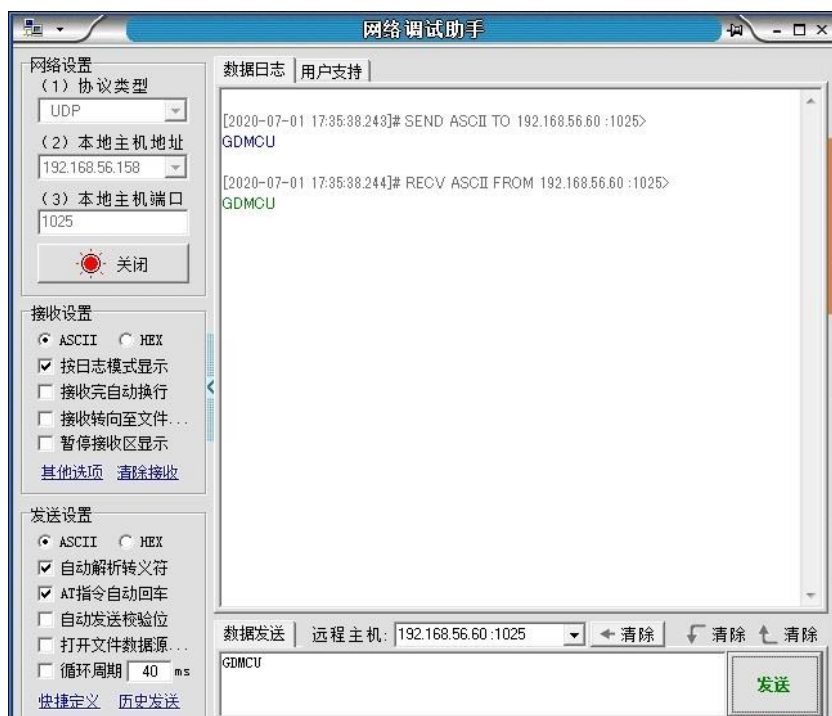 网络调试助手
网络设置
（1）协议类型
UDP
（2）本地主机地址
192.168.56.158
（3）本地主机端口
1025
关闭
接收设置
ASCII HEX
按日志模式显示
接收完自动换行
接收转向至文件...
暂停接收区显示
其他选项 清除接收
发送设置
ASCII HEX
自动解析转义符
AT指令自动回车
自动发送校验位
打开文件数据源...
循环周期 40 ms
快捷定义 历史发送
数据日志 用户支持
[2020-07-01 17:35:38.243]# SEND ASCII TO 192.168.56.60 :1025>
GDMCU
[2020-07-01 17:35:38.244]# RECV ASCII FROM 192.168.56.60 :1025>
GDMCU
数据发送 远程主机: 192.168.56.60 :1025 清除 清除 清除
GDMCU
发送